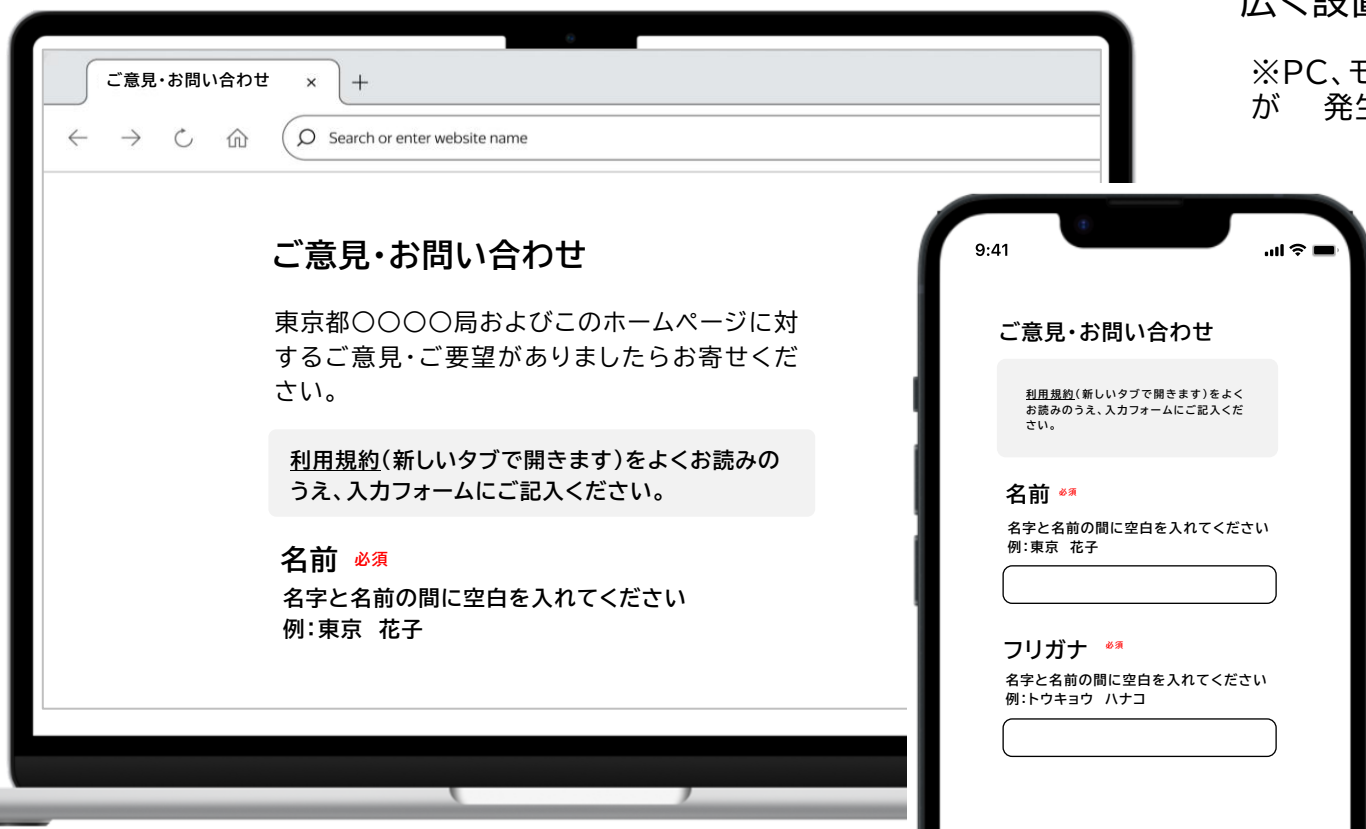 広く設置
※PC、モ
が 発生
ご意見・お問い合わせ × +
Search or enter website name
ご意見・お問い合わせ
東京都〇〇〇〇局およびこのホームページに対
するご意見・ご要望がありましたらお寄せくだ
さい。
利用規約(新しいタブで開きます)をよくお読みの
うえ、入力フォームにご記入ください。
名前 必須
名字と名前の間に空白を入れてください
例:東京 花子
9:41
ご意見・お問い合わせ
利用規約(新しいタブで開きます)をよく
お読みのうえ、入力フォームにご記入くだ
さい。
名前 必須
名字と名前の間に空白を入れてください
例:東京 花子
フリガナ 必須
名字と名前の間に空白を入れてください
例:トウキョウ ハナコ